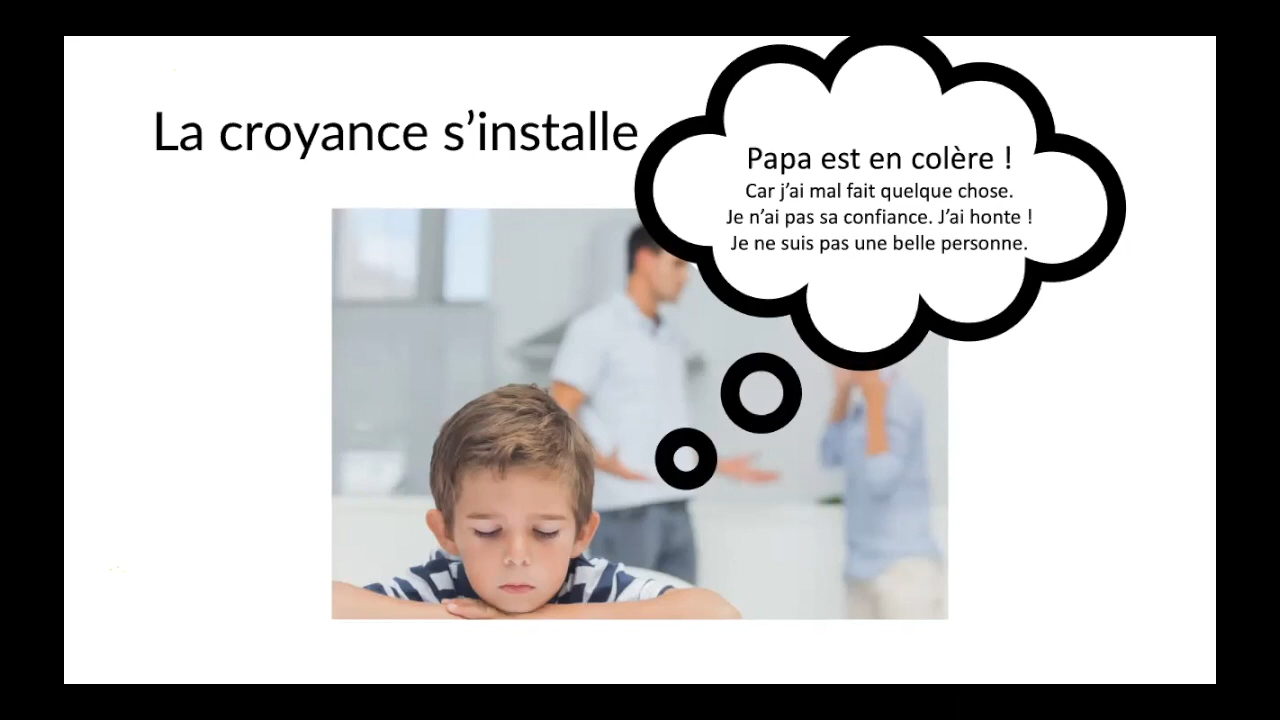 La croyance s’installe
Papa est en colère !
Car j’ai mal fait quelque chose.
Je n’ai pas sa confiance. J’ai honte !
Je ne suis pas une belle personne.